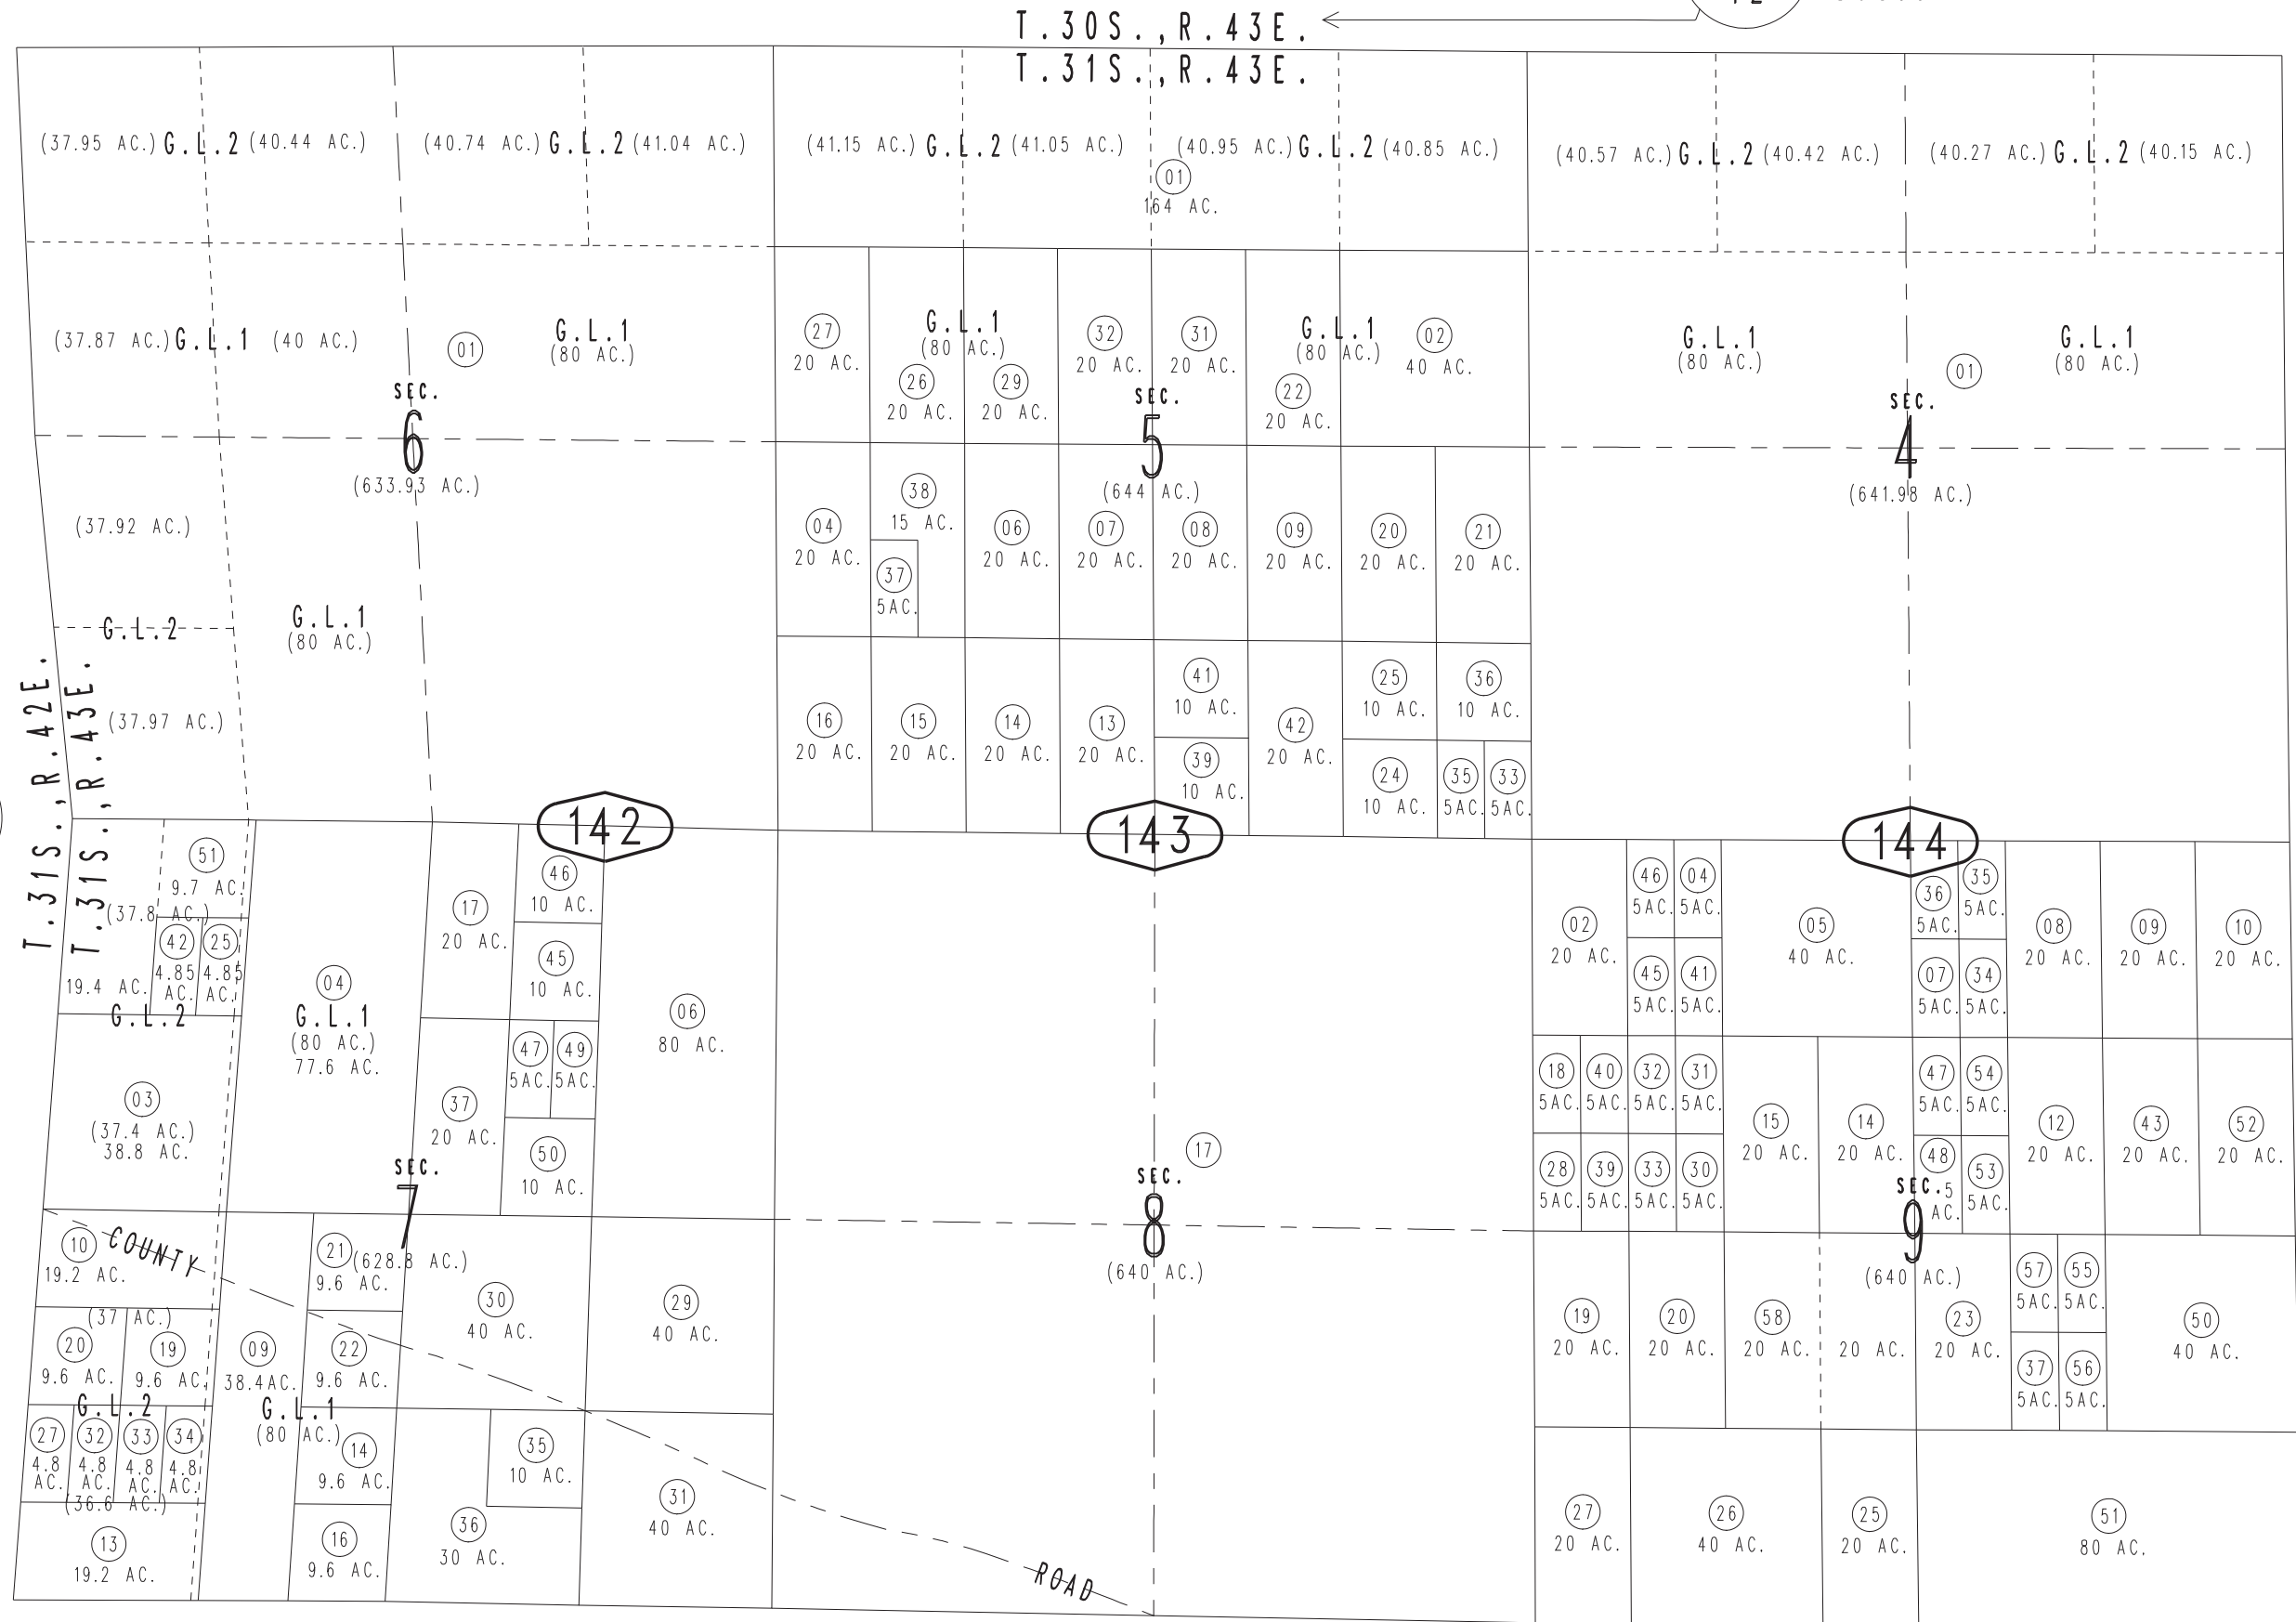 T.30S.,R.43E.
T.31S.,R.43E.
(37.95 AC.) G.L.2 (40.44 AC.)
(40.74 AC.) G.L.2 (41.04 AC.)
(41.15 AC.) G.L.2 (41.05 AC.)
(40.95 AC.) G.L.2 (40.85 AC.)
(40.57 AC.) G.L.2 (40.42 AC.)
(40.27 AC.) G.L.2 (40.15 AC.)
01
164 AC.
(37.87 AC.) G.L.1 (40 AC.)
01
G.L.1
(80 AC.)
SEC.
6
(633.93 AC.)
(37.92 AC.)
G.L.2
(37.97 AC.)
G.L.1
(80 AC.)
T.31S.,R.42E.
T.31S.,R.43E.
27
20 AC.
G.L.1
(80 AC.)
26
20 AC.
29
20 AC.
32
20 AC.
31
20 AC.
G.L.1
(80 AC.)
22
20 AC.
02
40 AC.
SEC.
5
(644 AC.)
04
20 AC.
38
15 AC.
37
5AC.
06
20 AC.
07
20 AC.
08
20 AC.
09
20 AC.
20
20 AC.
21
20 AC.
16
20 AC.
15
20 AC.
14
20 AC.
13
20 AC.
41
10 AC.
39
10 AC.
42
20 AC.
25
10 AC.
36
10 AC.
24
10 AC.
35
5AC.
33
5AC.
G.L.1
(80 AC.)
01
G.L.1
(80 AC.)
SEC.
4
(641.98 AC.)
142
143
144
51
9.7 AC.
(37.8 AC.)
42
4.85
AC.
25
4.85
AC.
19.4 AC.
G.L.2
04
G.L.1
(80 AC.)
77.6 AC.
03
(37.4 AC.)
38.8 AC.
17
20 AC.
46
10 AC.
45
10 AC.
06
80 AC.
37
20 AC.
47
5AC.
49
5AC.
50
10 AC.
SEC.
7
(628.8 AC.)
10
19.2 AC.
COUNTY
21
9.6 AC.
30
40 AC.
29
40 AC.
(37 AC.)
20
9.6 AC.
19
9.6 AC.
09
38.4AC.
22
9.6 AC.
G.L.2
G.L.1
(80 AC.)
27
4.8
AC.
32
4.8
AC.
33
4.8
AC.
34
4.8
AC.
(36.6 AC.)
14
9.6 AC.
35
10 AC.
31
40 AC.
13
19.2 AC.
16
9.6 AC.
36
30 AC.
17
SEC.
8
(640 AC.)
ROAD
02
20 AC.
46
5AC.
04
5AC.
45
5AC.
41
5AC.
05
40 AC.
36
5AC.
35
5AC.
07
5AC.
34
5AC.
08
20 AC.
09
20 AC.
10
20 AC.
18
5AC.
40
5AC.
32
5AC.
31
5AC.
28
5AC.
39
5AC.
33
5AC.
30
5AC.
15
20 AC.
14
20 AC.
47
5AC.
54
5AC.
48
5
AC.
53
5AC.
12
20 AC.
43
20 AC.
52
20 AC.
SEC.
9
(640 AC.)
19
20 AC.
20
20 AC.
58
20 AC.
20 AC.
23
20 AC.
57
5AC.
55
5AC.
37
5AC.
56
5AC.
50
40 AC.
27
20 AC.
26
40 AC.
25
20 AC.
51
80 AC.